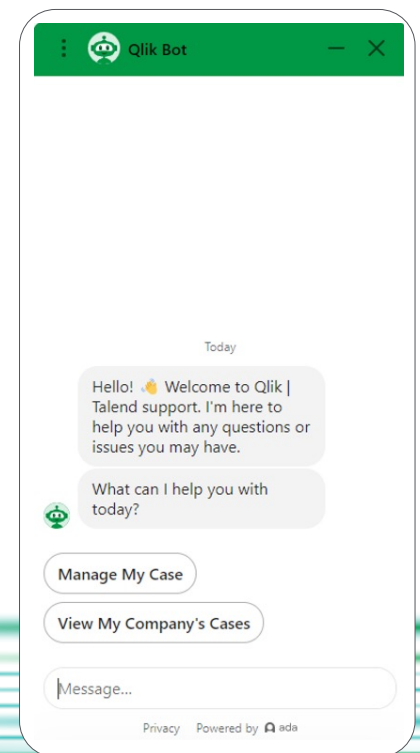 Qlik Bot
Today
Hello! 👋 Welcome to Qlik |
Talend support. I'm here to
help you with any questions or
issues you may have.
What can I help you with
today?
Manage My Case
View My Company's Cases
Message...
Privacy Powered by ada